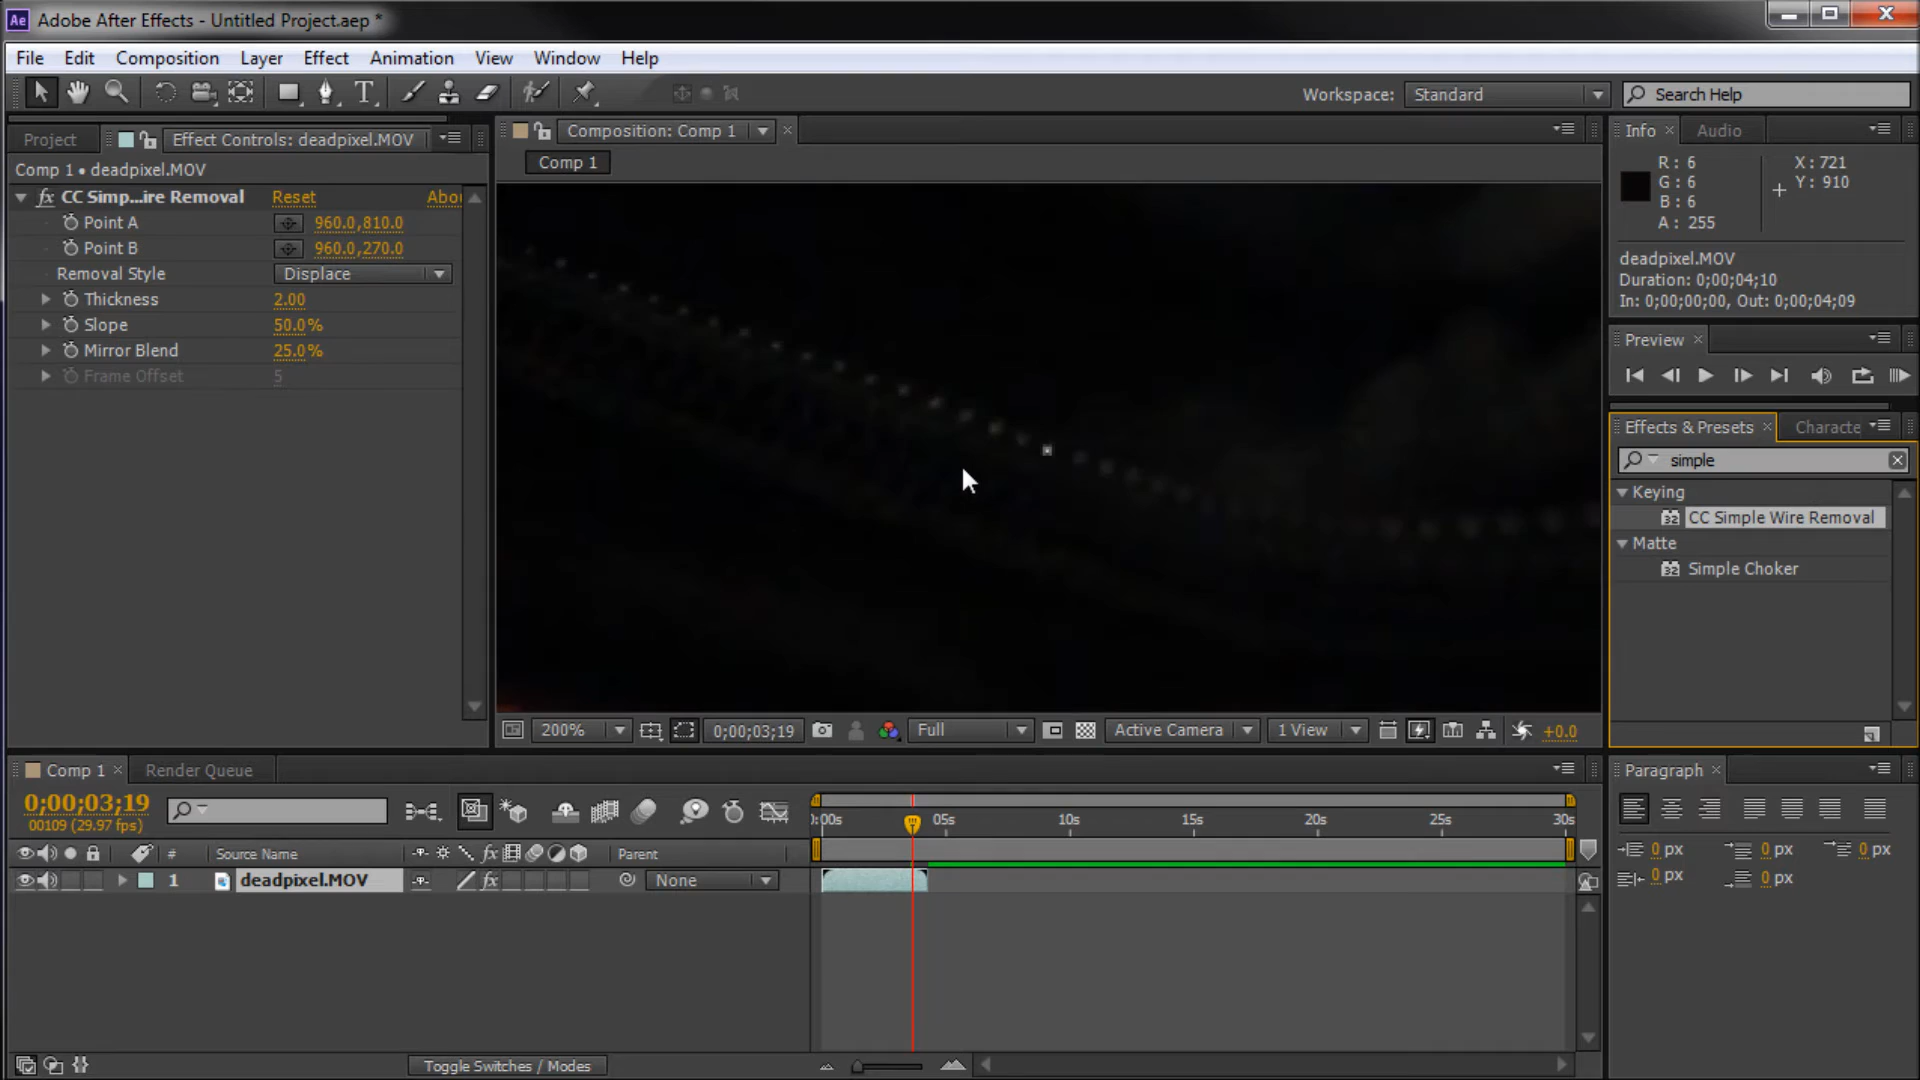 Ae Adobe After Effects - Untitled Project.aep *
File Edit Composition Layer Effect Animation View Window Help
Workspace: Standard
Search Help
Project
Effect Controls: deadpixel.MOV
Comp 1 • deadpixel.MOV
fx CC Simp...ire Removal Reset Abou
Point A 960.0,810.0
Point B 960.0,270.0
Removal Style Displace
Thickness 2.00
Slope 50.0%
Mirror Blend 25.0%
Frame Offset 5
Composition: Comp 1
Comp 1
200% 0;00;03;19 Full Active Camera 1 View +0.0
Info Audio
R: 6 X: 721
G: 6 Y: 910
B: 6
A: 255
deadpixel.MOV
Duration: 0;00;04;10
In: 0;00;00;00, Out: 0;00;04;09
Preview
Effects & Presets Characte
simple
Keying
32 CC Simple Wire Removal
Matte
32 Simple Choker
Comp 1 Render Queue
0;00;03;19
00109 (29.97 fps)
):00s 05s 10s 15s 20s 25s 30s
# Source Name fx Parent
1 deadpixel.MOV fx None
Toggle Switches / Modes
Paragraph
0 px 0 px 0 px
0 px 0 px